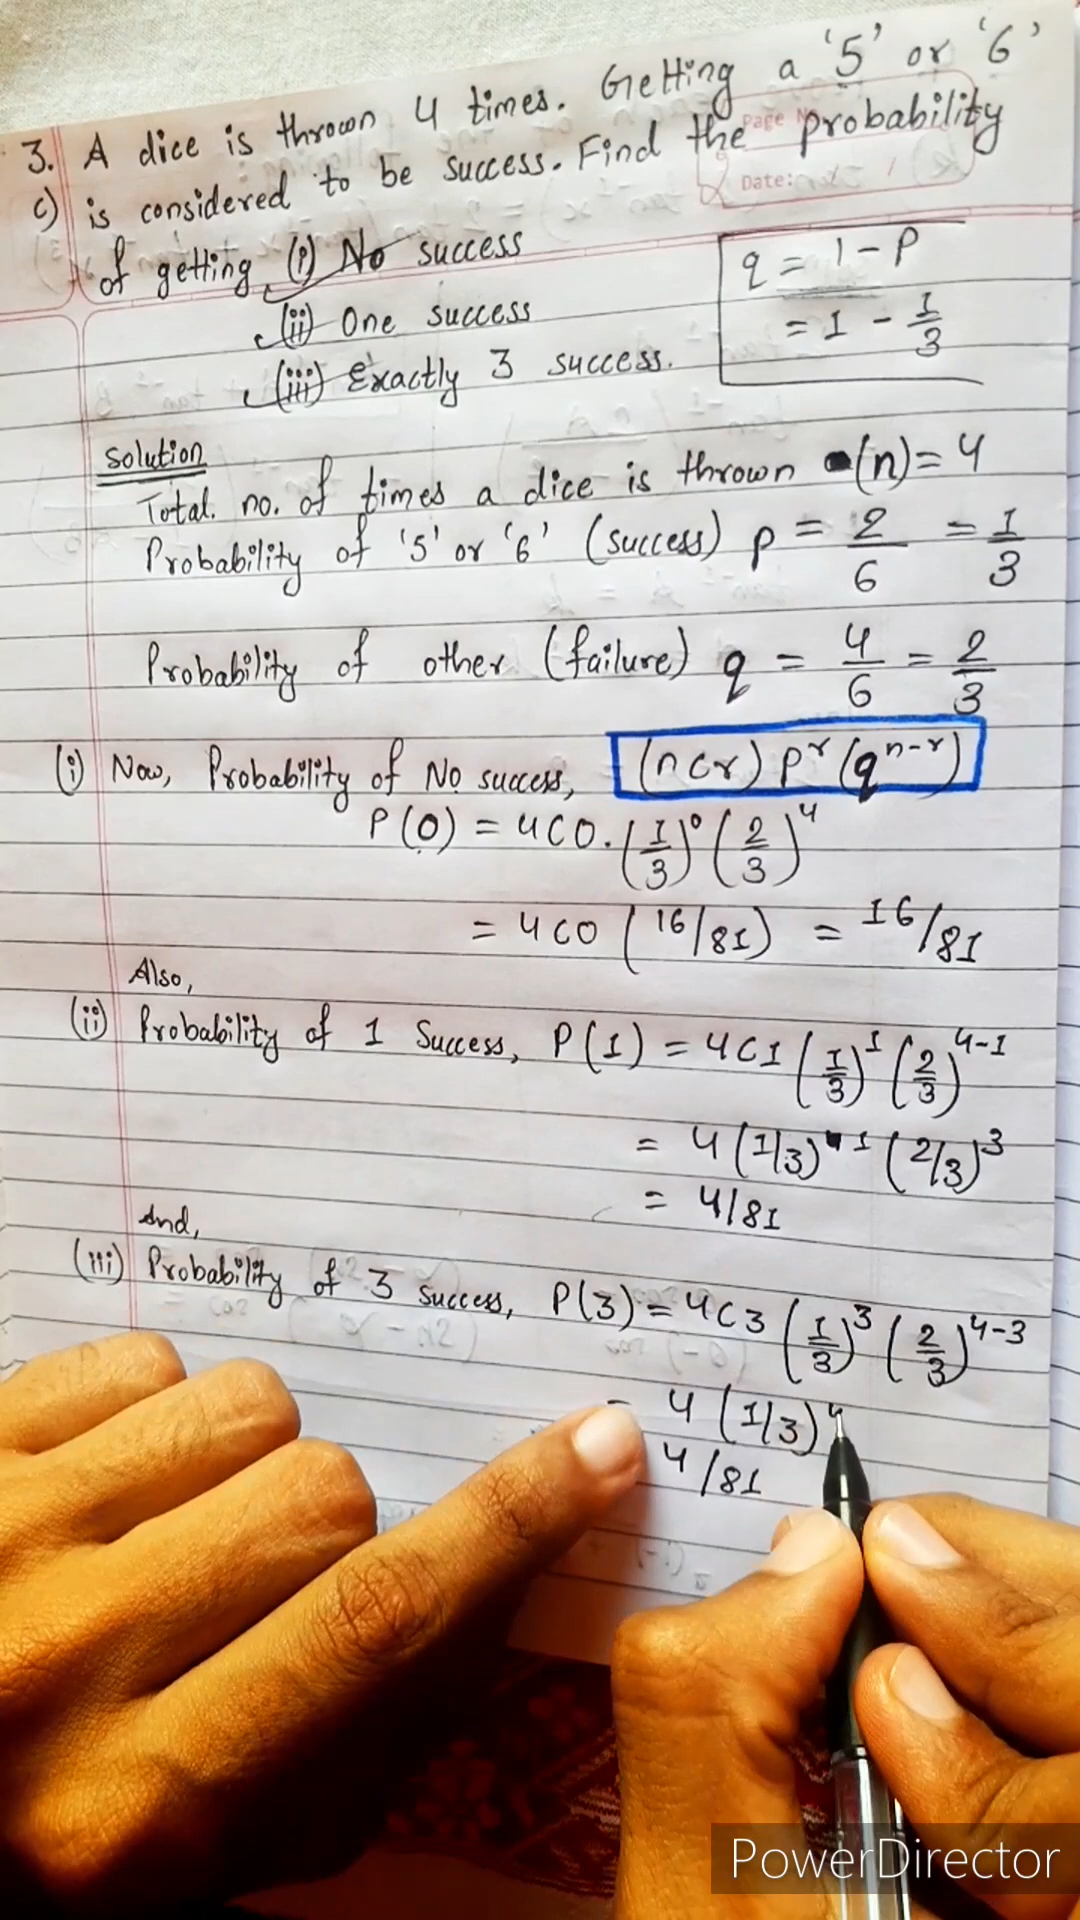 3. A dice is thrown 4 times. Getting a '5' or '6'
c) is considered to be success. Find the probability
Page No
Date:
of getting (i) No success
(ii) One success
(iii) Exactly 3 success.
q = 1 - P
= 1 - 1/3
Solution
Total. no. of times a dice is thrown (n) = 4
Probability of '5' or '6' (success) p = 2/6 = 1/3
Probability of other (failure) q = 4/6 = 2/3
(i) Now, Probability of No success, (ncr) p^r (q^n-r)
P(0) = 4C0. (1/3)^0 (2/3)^4
= 4C0 (16/81) = 16/81
Also,
(ii) Probability of 1 Success, P(1) = 4C1 (1/3)^1 (2/3)^4-1
= 4 (1/3)^1 (2/3)^3
= 4/81
And,
(iii) Probability of 3 success, P(3) = 4C3 (1/3)^3 (2/3)^4-3
= 4 (1/3)
4/81
PowerDirector